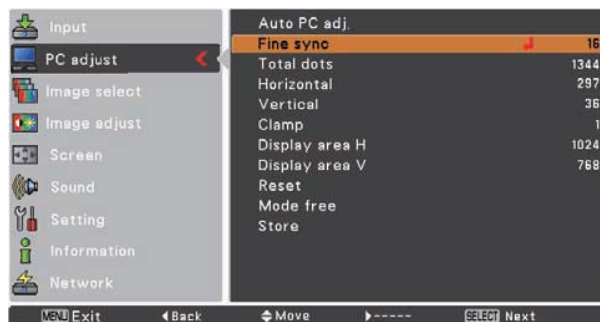 Input
PC adjust
Image select
Image adjust
Screen
Sound
Setting
Information
Network
Auto PC adj.
Fine sync 16
Total dots 1344
Horizontal 297
Vertical 36
Clamp 1
Display area H 1024
Display area V 768
Reset
Mode free
Store
MENU Exit ◀Back Move ▶----- SELECT Next